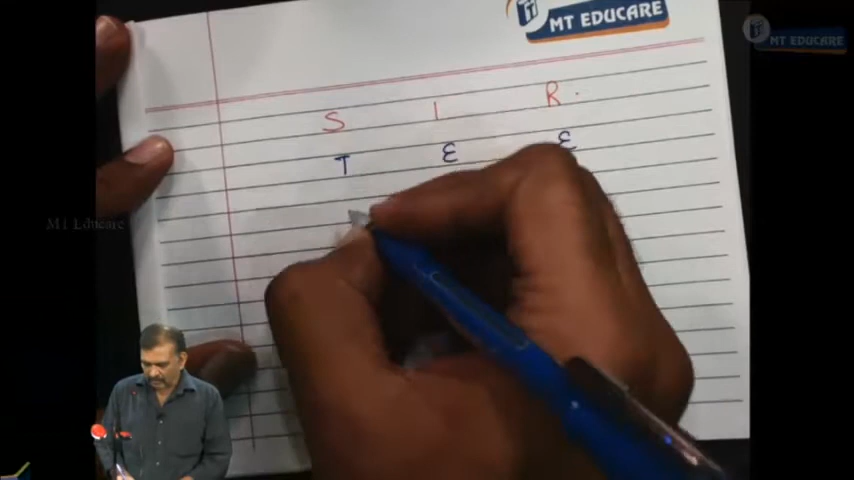 MT EDUCARE
MT EDUCARE
S I R .
T ε ε
MT Educare